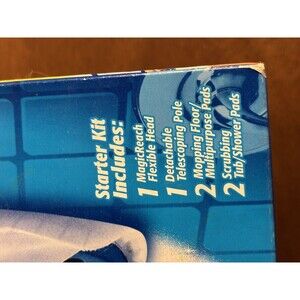 Starter Kit
Includes:
1 MagicReach
Flexible Head
1 Detachable
Telescoping Pole
2 Mopping Floor/
Multipurpose Pads
2 Scrubbing
Tub/Shower Pads